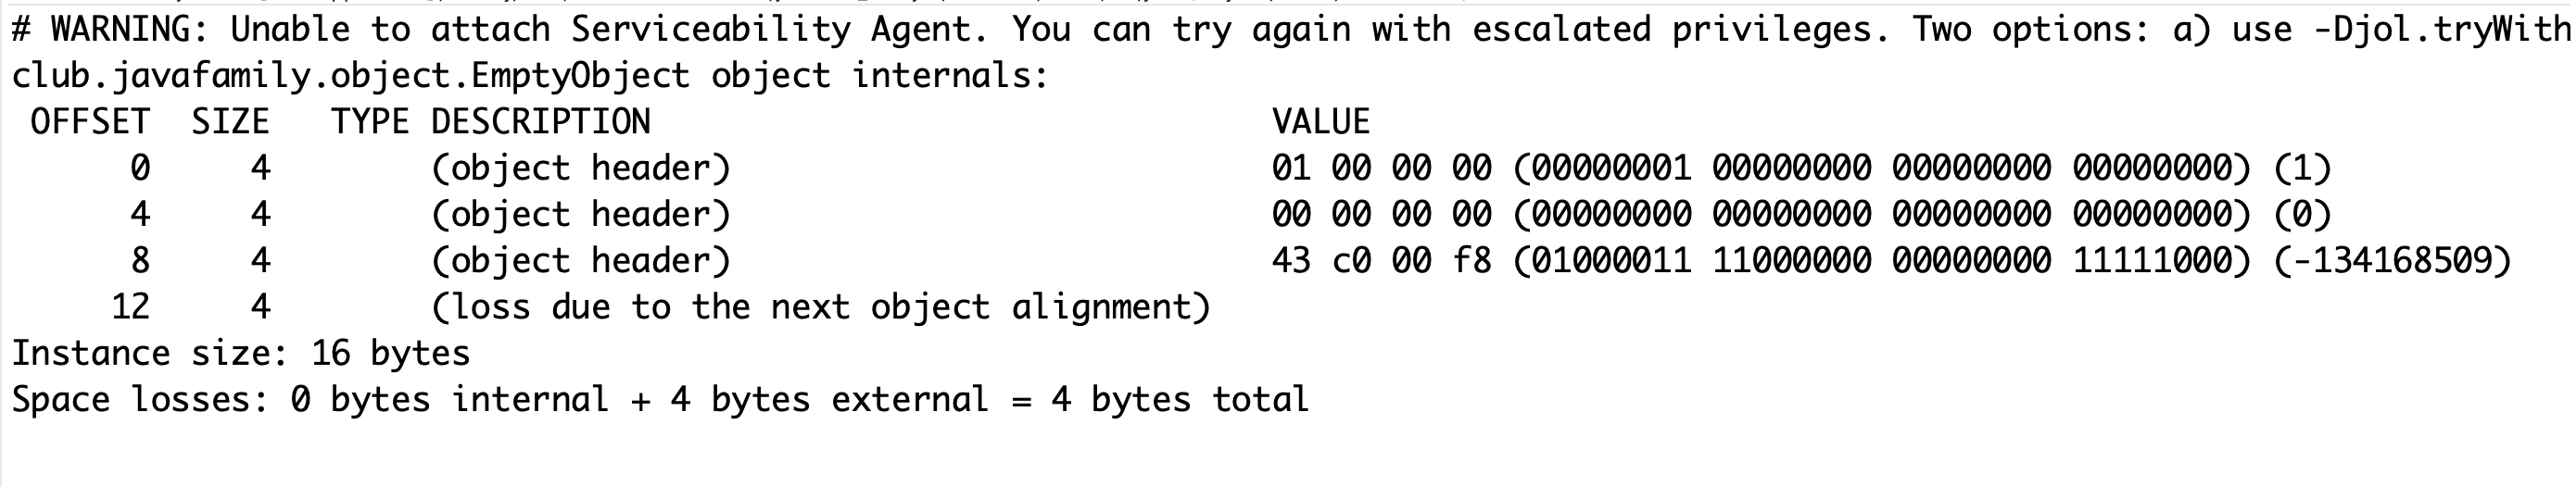 # WARNING: Unable to attach Serviceability Agent. You can try again with escalated privileges. Two options: a) use -Djol.tryWith
club.javafamily.object.EmptyObject object internals:
 OFFSET  SIZE   TYPE DESCRIPTION                               VALUE
      0     4        (object header)                           01 00 00 00 (00000001 00000000 00000000 00000000) (1)
      4     4        (object header)                           00 00 00 00 (00000000 00000000 00000000 00000000) (0)
      8     4        (object header)                           43 c0 00 f8 (01000011 11000000 00000000 11111000) (-134168509)
     12     4        (loss due to the next object alignment)
Instance size: 16 bytes
Space losses: 0 bytes internal + 4 bytes external = 4 bytes total